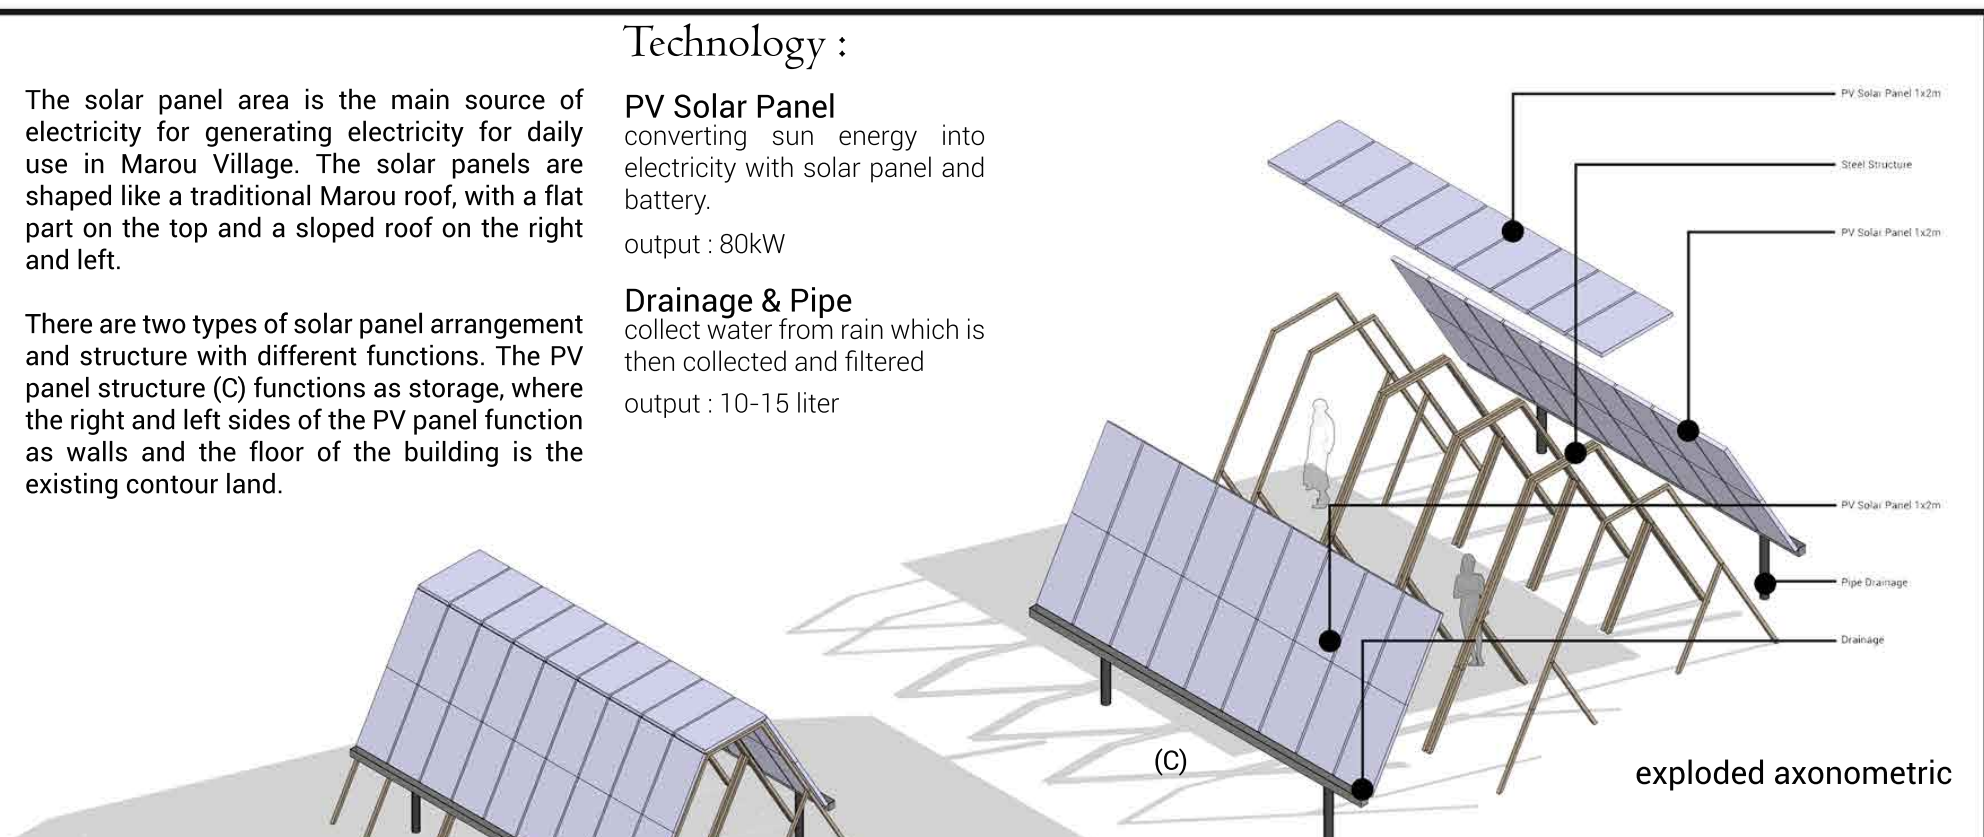 The solar panel area is the main source of
electricity for generating electricity for daily
use in Marou Village. The solar panels are
shaped like a traditional Marou roof, with a flat
part on the top and a sloped roof on the right
and left.
There are two types of solar panel arrangement
and structure with different functions. The PV
panel structure (C) functions as storage, where
the right and left sides of the PV panel function
as walls and the floor of the building is the
existing contour land.
Technology :
PV Solar Panel
converting sun energy into
electricity with solar panel and
battery.
output : 80kW
Drainage & Pipe
collect water from rain which is
then collected and filtered
output : 10-15 liter
PV Solar Panel 1x2m
Steel Structure
PV Solar Panel 1x2m
PV Solar Panel 1x2m
Pipe Drainage
Drainage
(C)
exploded axonometric